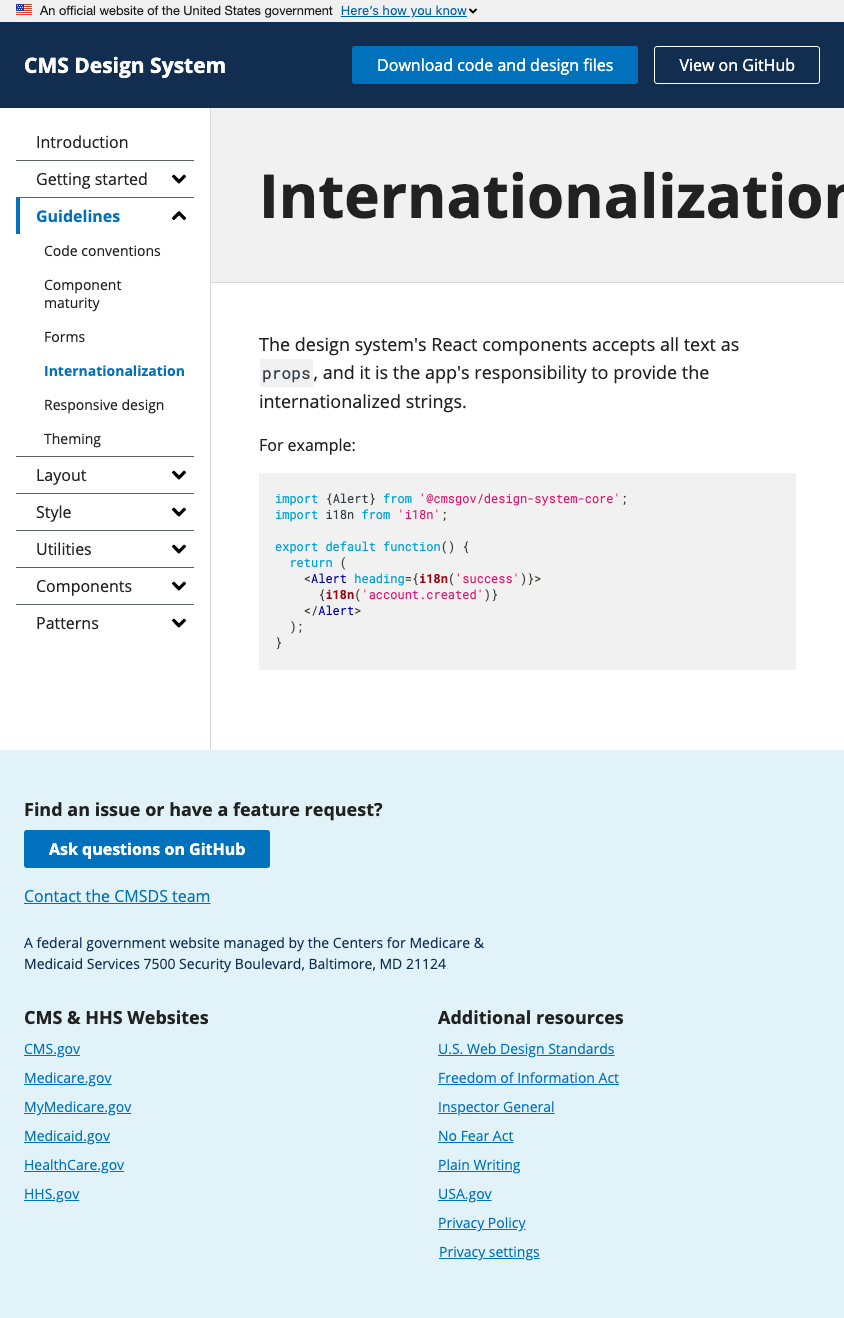 An official website of the United States government Here's how you know
CMS Design System
Download code and design files
View on GitHub
Introduction
Getting started
Guidelines
Code conventions
Component
maturity
Forms
Internationalization
Responsive design
Theming
Layout
Style
Utilities
Components
Patterns
Internationalization
The design system's React components accepts all text as
props, and it is the app's responsibility to provide the
internationalized strings.
For example:
import {Alert} from '@cmsgov/design-system-core';
import i18n from 'i18n';
export default function() {
return (
<Alert heading={i18n('success')}>
{i18n('account.created')}
</Alert>
);
}
Find an issue or have a feature request?
Ask questions on GitHub
Contact the CMSDS team
A federal government website managed by the Centers for Medicare &
Medicaid Services 7500 Security Boulevard, Baltimore, MD 21124
CMS & HHS Websites
CMS.gov
Medicare.gov
MyMedicare.gov
Medicaid.gov
HealthCare.gov
HHS.gov
Additional resources
U.S. Web Design Standards
Freedom of Information Act
Inspector General
No Fear Act
Plain Writing
USA.gov
Privacy Policy
Privacy settings